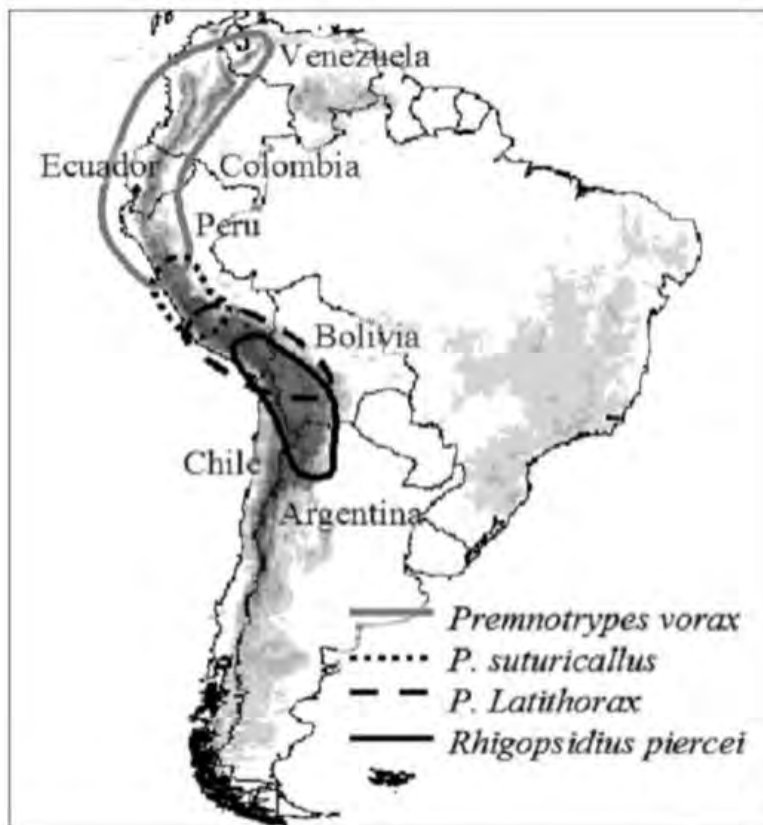 Venezuela
Ecuador
Colombia
Peru
Bolivia
Chile
Argentina
Premnotrypes vorax
P. suturicallus
P. Latithorax
Rhigopsidius piercei